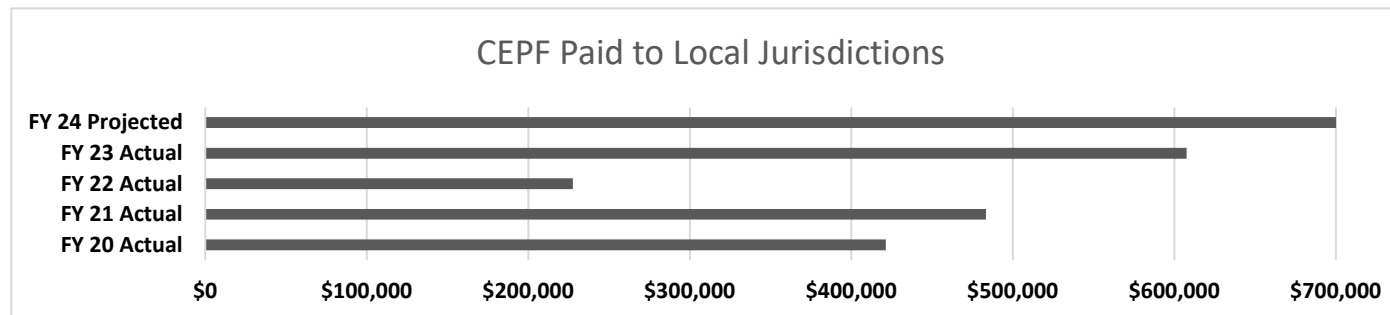 CEPF Paid to Local Jurisdictions
FY 24 Projected
FY 23 Actual
FY 22 Actual
FY 21 Actual
FY 20 Actual
$0 $100,000 $200,000 $300,000 $400,000 $500,000 $600,000 $700,000